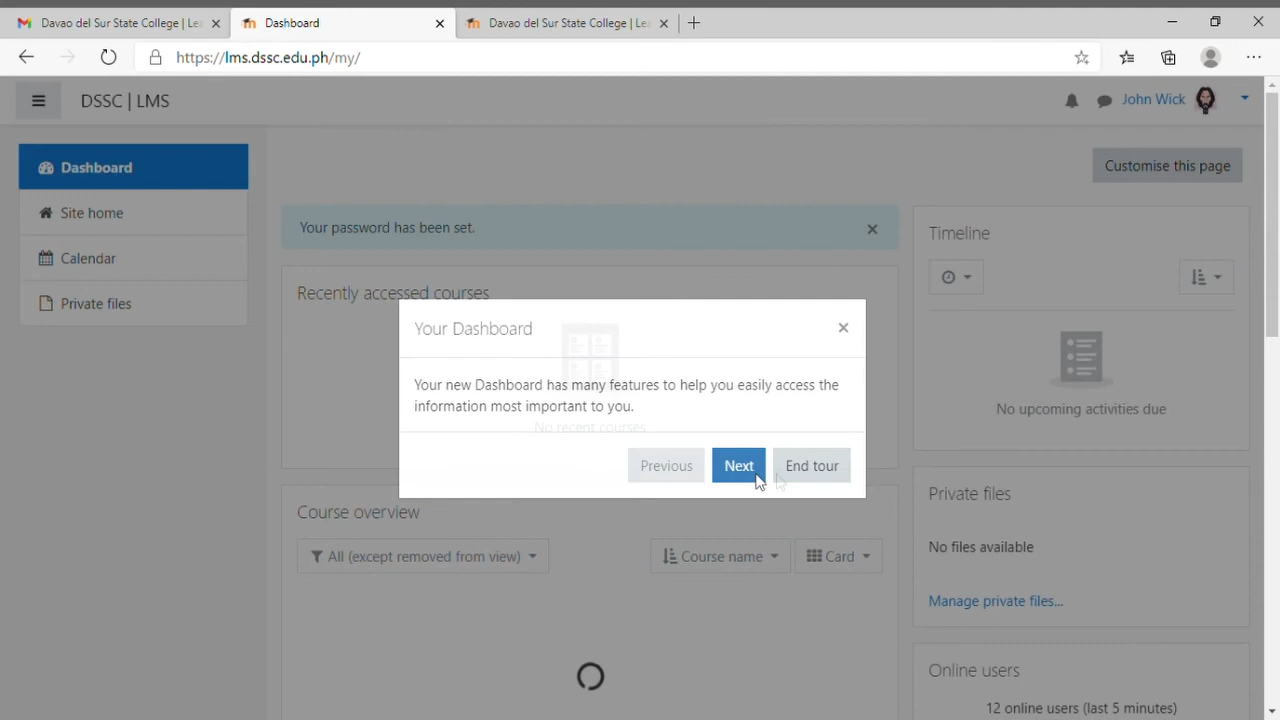 Davao del Sur State College | Le
Dashboard
Davao del Sur State College | Le
https://lms.dssc.edu.ph/my/
DSSC | LMS
John Wick
Dashboard
Site home
Calendar
Private files
Customise this page
Your password has been set.
Recently accessed courses
No recent courses
Your Dashboard
Your new Dashboard has many features to help you easily access the
information most important to you.
Previous
Next
End tour
Course overview
All (except removed from view)
Course name
Card
Timeline
No upcoming activities due
Private files
No files available
Manage private files...
Online users
12 online users (last 5 minutes)